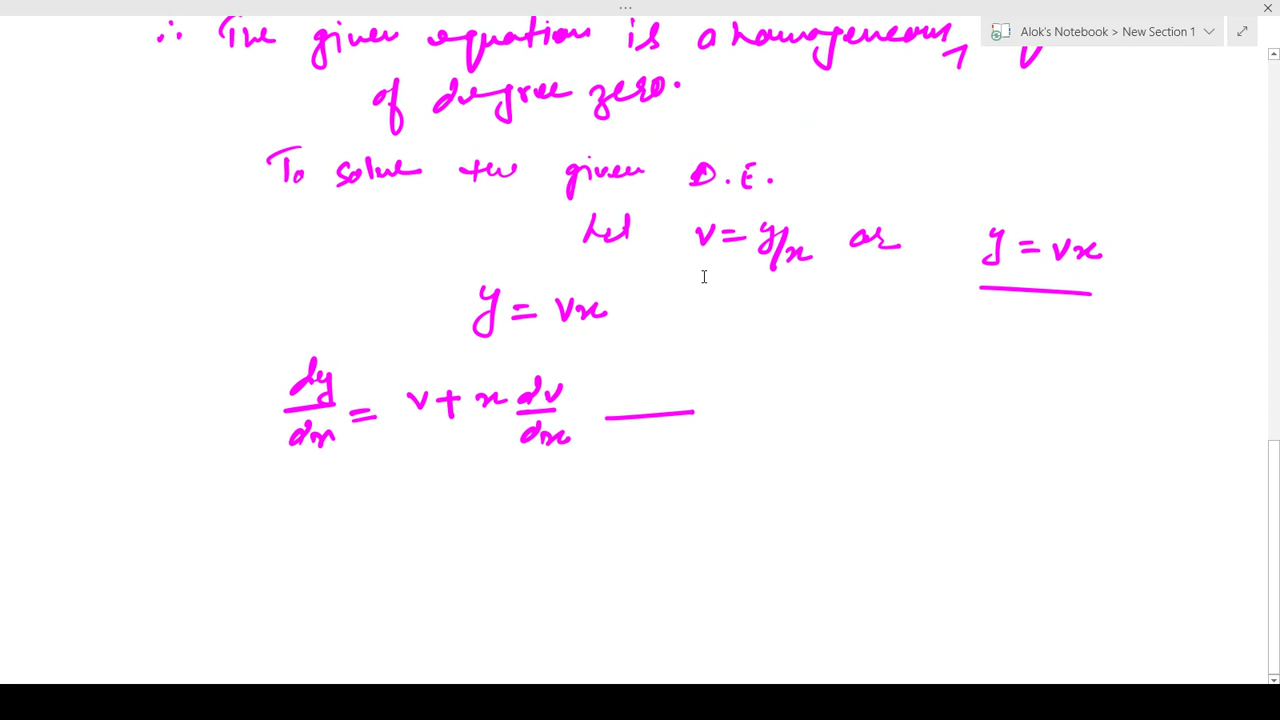 ∴ The given equation is a homogeneous,
Alok's Notebook > New Section 1
of degree zero.
To solve the given D.E.
Let v = y/x or y = vx
y = vx
dy/dx = v + x dv/dx —